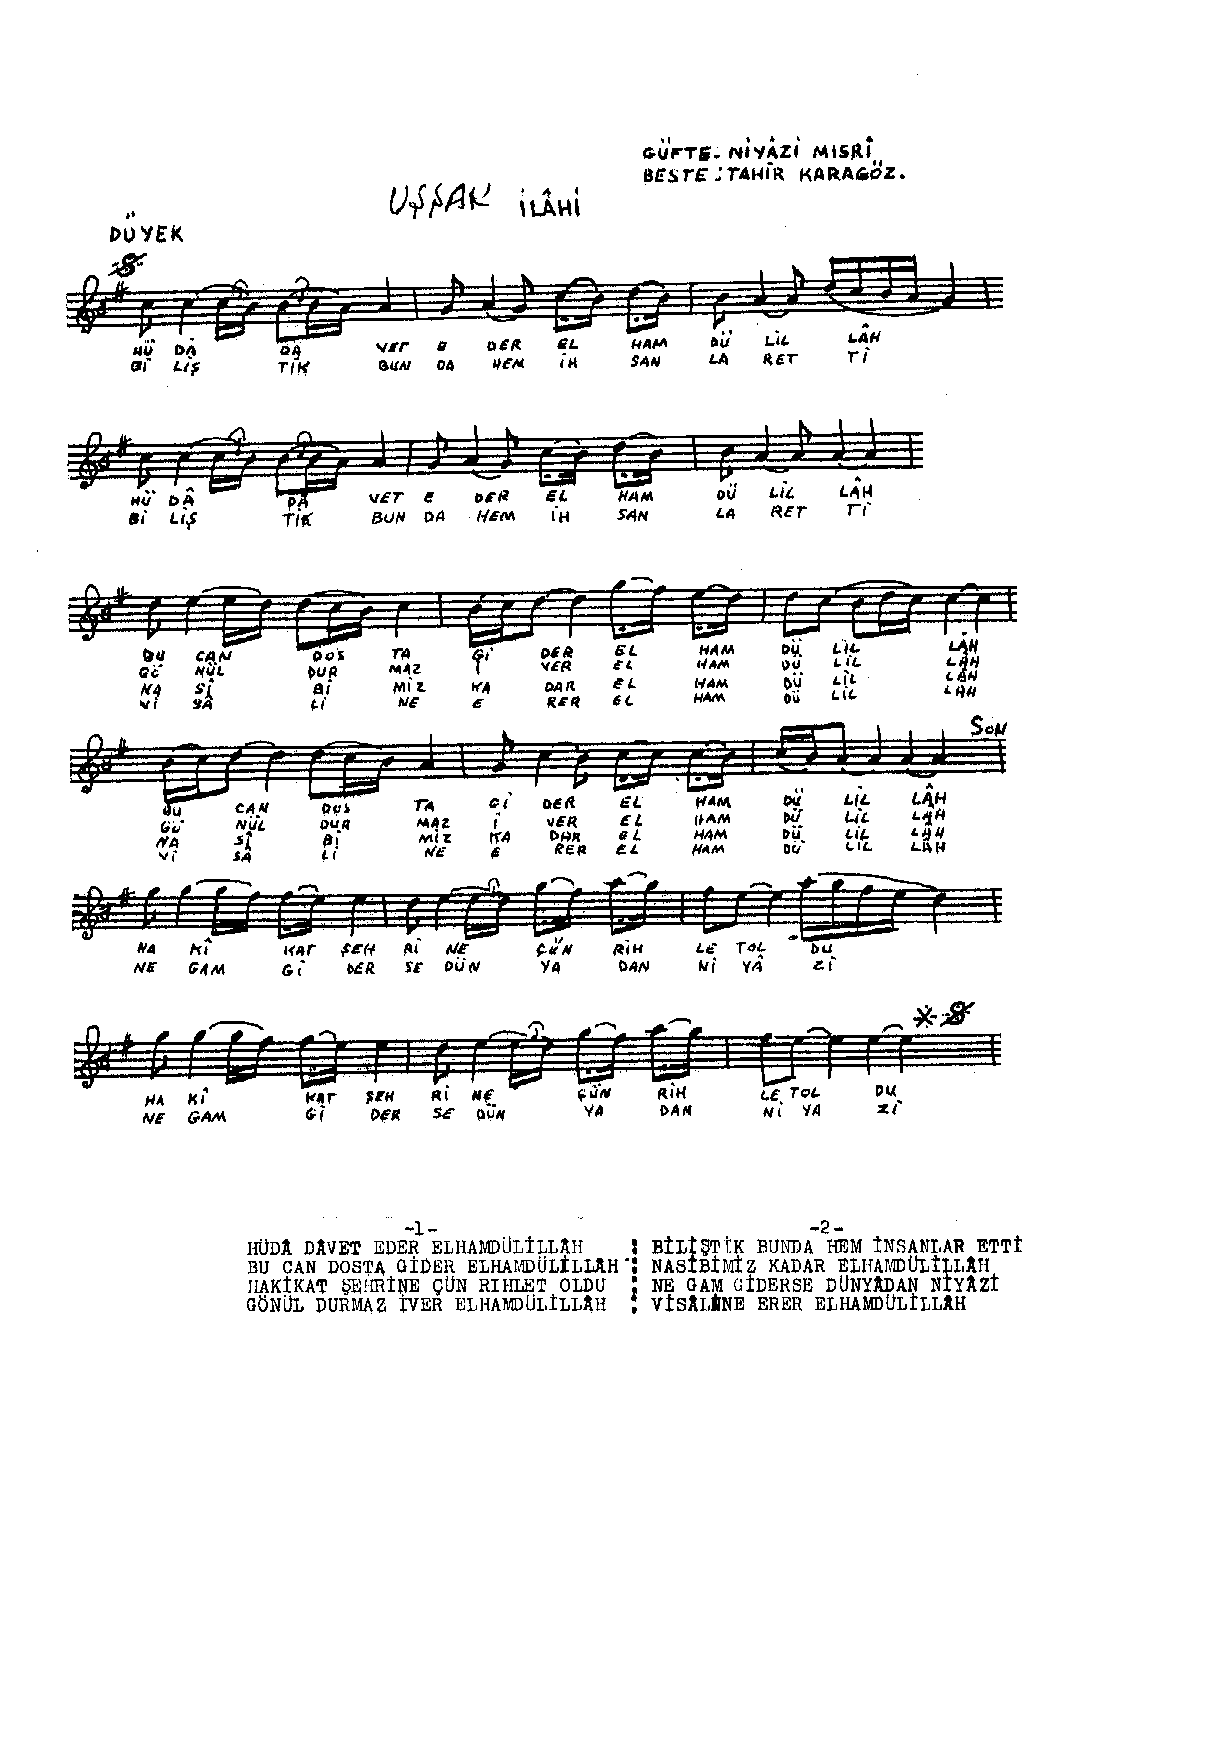 GÜFTE. NİYÂZİ MISRÎ
BESTE : TAHİR KARAGÖZ.
UŞŞAK İLÂHİ
DÜYEK
HÜ DÂ DÂ VET E DER EL HAM DÜ LİL LÂH
Bİ LİŞ TİK BUN DA HEM İH SAN LA RET Tİ
HÜ DÂ DÂ VET E DER EL HAM DÜ LİL LÂH
Bİ LİŞ TİK BUN DA HEM İH SAN LA RET Tİ
BU CAN DOS TA Gİ DER EL HAM DÜ LİL LÂH
GÖ NÜL DUR MAZ İ VER EL HAM DÜ LİL LÂH
NA SÎ Bİ MİZ KA DAR EL HAM DÜ LİL LÂH
Vİ SÂ Lİ NE E RER EL HAM DÜ LİL LÂH
SON
BU CAN DOS TA Gİ DER EL HAM DÜ LİL LÂH
GÖ NÜL DUR MAZ İ VER EL HAM DÜ LİL LÂH
NA SÎ Bİ MİZ KA DAR EL HAM DÜ LİL LÂH
Vİ SÂ Lİ NE E RER EL HAM DÜ LİL LÂH
HA KÎ KAT ŞEH Rİ NE ÇÜN RİH LE TOL DU
NE GAM Gİ DER SE DÜN YA DAN Nİ YÂ Zİ
HA KÎ KAT ŞEH Rİ NE ÇÜN RİH LE TOL DU
NE GAM Gİ DER SE DÜN YA DAN Nİ YA Zİ
-1-
HÜDÂ DÂVET EDER ELHAMDÜLİLLÂH
BU CAN DOSTA GİDER ELHAMDÜLİLLÂH
HAKİKAT ŞEHRİNE ÇÜN RIHLET OLDU
GÖNÜL DURMAZ İVER ELHAMDÜLİLLÂH
-2-
BİLİŞTİK BUNDA HEM İNSANLAR ETTİ
NASİBİMİZ KADAR ELHAMDÜLİLLÂH
NE GAM GİDERSE DÜNYÂDAN NİYÂZİ
VİSÂLİNE ERER ELHAMDÜLİLLÂH